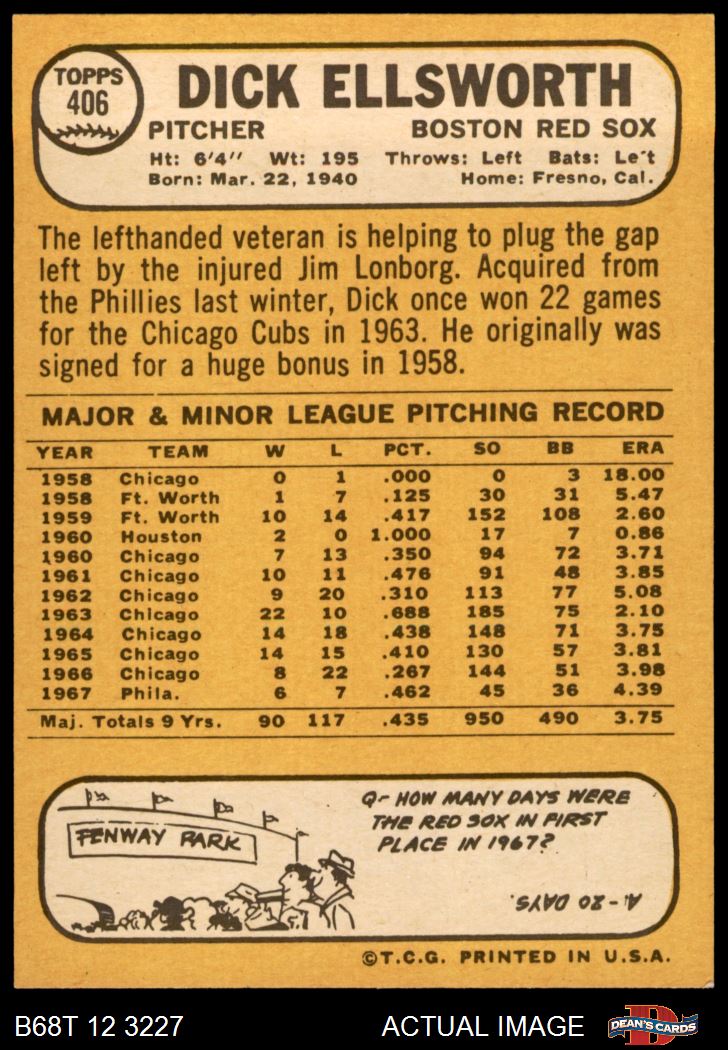 TOPPS
406
DICK ELLSWORTH
PITCHER BOSTON RED SOX
Ht: 6'4" Wt: 195 Throws: Left Bats: Le't
Born: Mar. 22, 1940 Home: Fresno, Cal.
The lefthanded veteran is helping to plug the gap
left by the injured Jim Lonborg. Acquired from
the Phillies last winter, Dick once won 22 games
for the Chicago Cubs in 1963. He originally was
signed for a huge bonus in 1958.
MAJOR & MINOR LEAGUE PITCHING RECORD
YEAR TEAM W L PCT. SO BB ERA
1958 Chicago 0 1 .000 0 3 18.00
1958 Ft. Worth 1 7 .125 30 31 5.47
1959 Ft. Worth 10 14 .417 152 108 2.60
1960 Houston 2 0 1.000 17 7 0.86
1960 Chicago 7 13 .350 94 72 3.71
1961 Chicago 10 11 .476 91 48 3.85
1962 Chicago 9 20 .310 113 77 5.08
1963 Chicago 22 10 .688 185 75 2.10
1964 Chicago 14 18 .438 148 71 3.75
1965 Chicago 14 15 .410 130 57 3.81
1966 Chicago 8 22 .267 144 51 3.98
1967 Phila. 6 7 .462 45 36 4.39
Maj. Totals 9 Yrs. 90 117 .435 950 490 3.75
FENWAY PARK
Q- HOW MANY DAYS WERE
THE RED SOX IN FIRST
PLACE IN 1967?
A- 20 DAYS.
©T.C.G. PRINTED IN U.S.A.
B68T 12 3227 ACTUAL IMAGE
D
DEAN'S CARDS